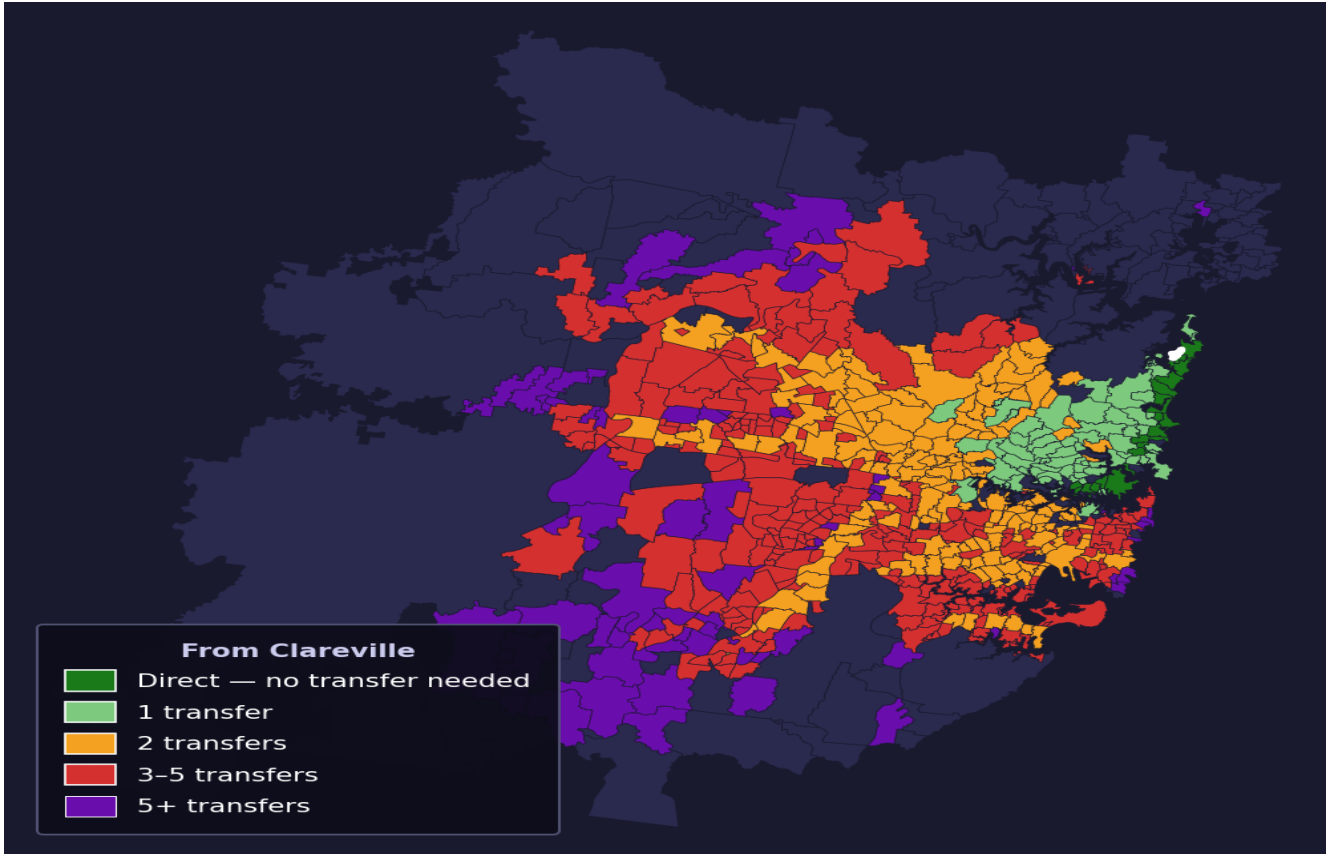 From Clareville
Direct — no transfer needed
1 transfer
2 transfers
3–5 transfers
5+ transfers